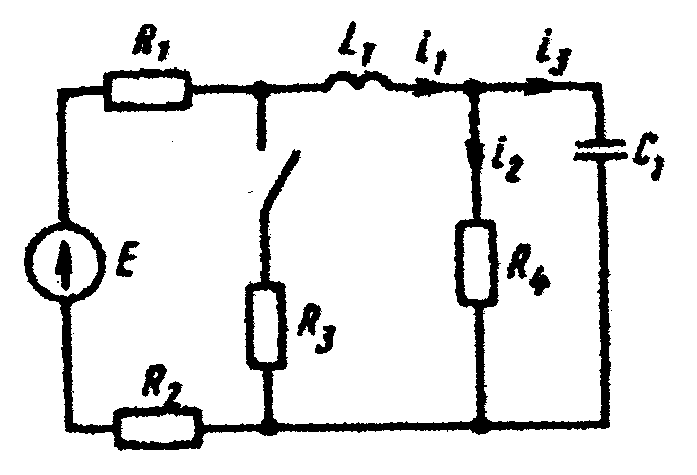 R₁ L₁ i₁ i₃
i₂ C₁
E R₄
R₃
R₂